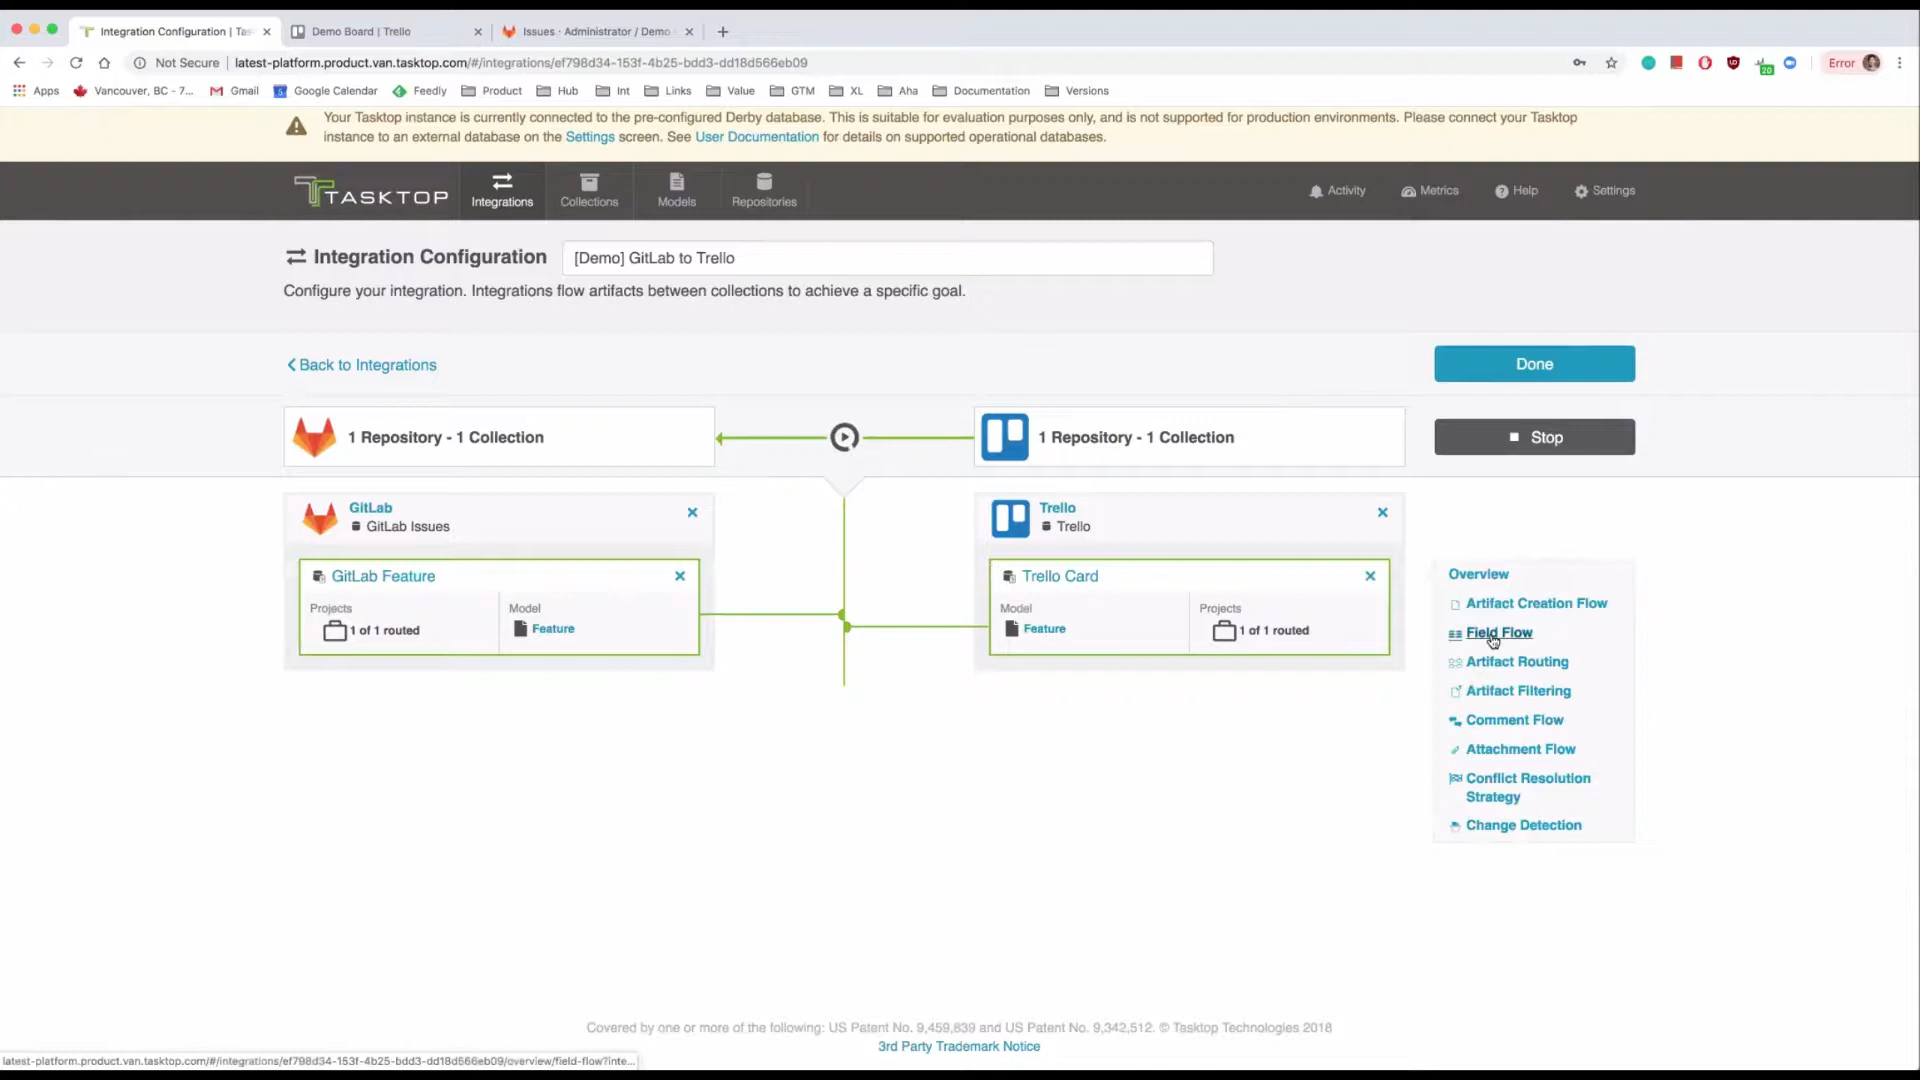 Integration Configuration | Tas
Demo Board | Trello
Issues · Administrator / Demo
Not Secure
latest-platform.product.van.tasktop.com/#/integrations/ef798d34-153f-4b25-bdd3-dd18d566eb09
20
Error
Apps
Vancouver, BC - 7...
Gmail
Google Calendar
Feedly
Product
Hub
Int
Links
Value
GTM
XL
Aha
Documentation
Versions
Your Tasktop instance is currently connected to the pre-configured Derby database. This is suitable for evaluation purposes only, and is not supported for production environments. Please connect your Tasktop
instance to an external database on the Settings screen. See User Documentation for details on supported operational databases.
TASKTOP
Integrations
Collections
Models
Repositories
Activity
Metrics
Help
Settings
Integration Configuration
[Demo] GitLab to Trello
Configure your integration. Integrations flow artifacts between collections to achieve a specific goal.
Back to Integrations
Done
1 Repository - 1 Collection
1 Repository - 1 Collection
Stop
GitLab
GitLab Issues
Trello
Trello
GitLab Feature
Projects
1 of 1 routed
Model
Feature
Trello Card
Model
Feature
Projects
1 of 1 routed
Overview
Artifact Creation Flow
Field Flow
Artifact Routing
Artifact Filtering
Comment Flow
Attachment Flow
Conflict Resolution
Strategy
Change Detection
Covered by one or more of the following: US Patent No. 9,459,839 and US Patent No. 9,342,512. © Tasktop Technologies 2018
3rd Party Trademark Notice
latest-platform.product.van.tasktop.com/#/integrations/ef798d34-153f-4b25-bdd3-dd18d566eb09/overview/field-flow?inte...